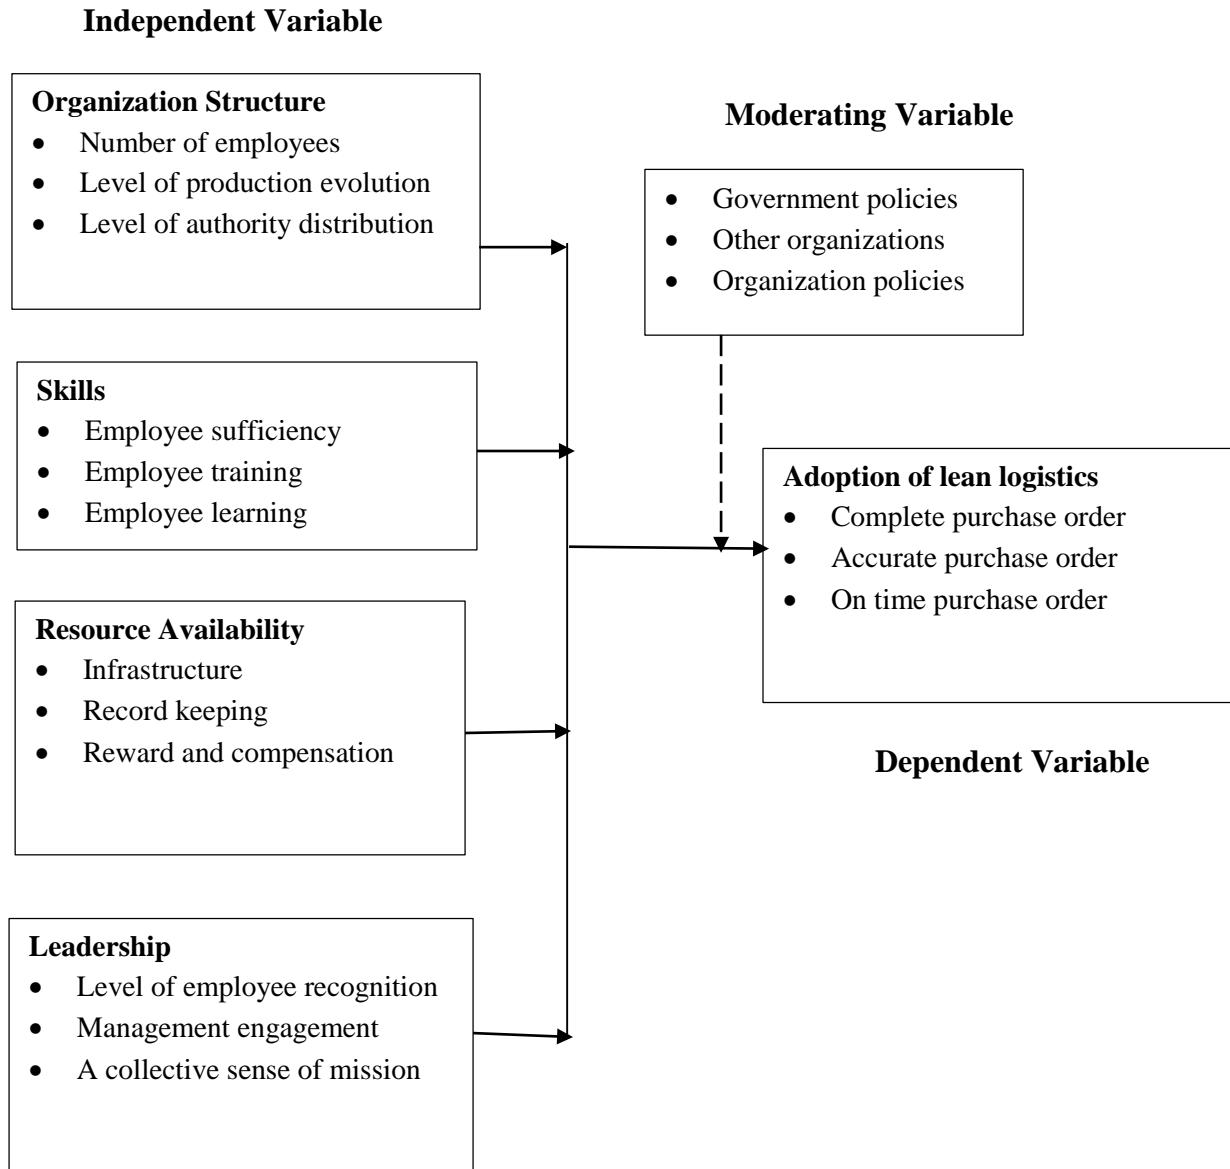 Independent Variable
Organization Structure
• Number of employees
• Level of production evolution
• Level of authority distribution
Skills
• Employee sufficiency
• Employee training
• Employee learning
Resource Availability
• Infrastructure
• Record keeping
• Reward and compensation
Leadership
• Level of employee recognition
• Management engagement
• A collective sense of mission
Moderating Variable
• Government policies
• Other organizations
• Organization policies
Adoption of lean logistics
• Complete purchase order
• Accurate purchase order
• On time purchase order
Dependent Variable